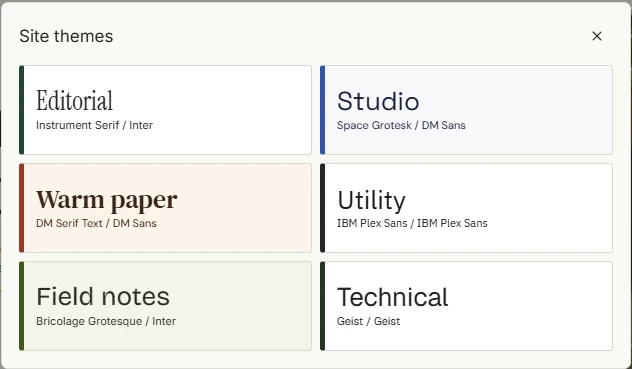 Site themes
Editorial
Instrument Serif / Inter
Studio
Space Grotesk / DM Sans
Warm paper
DM Serif Text / DM Sans
Utility
IBM Plex Sans / IBM Plex Sans
Field notes
Bricolage Grotesque / Inter
Technical
Geist / Geist